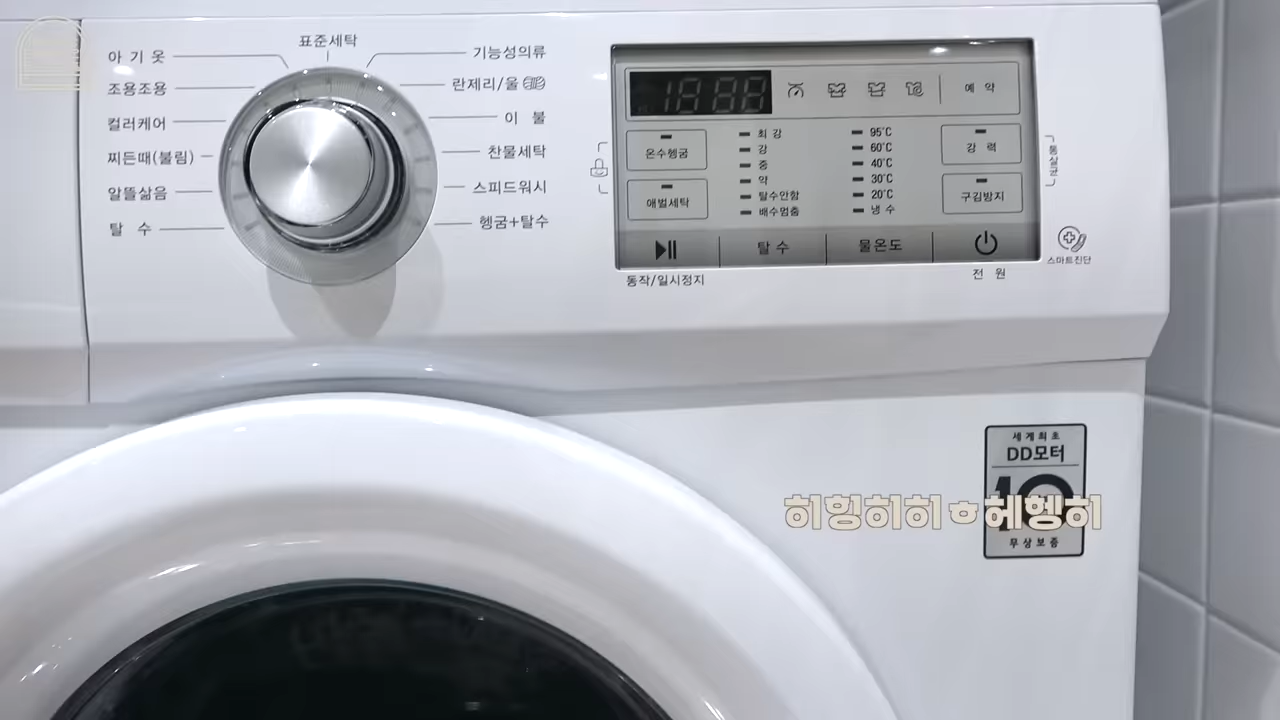 표준세탁
아기옷
조용조용
컬러케어
찌든때(불림)
알뜰삶음
탈수
기능성의류
란제리/울
이불
찬물세탁
스피드워시
헹굼+탈수
18:88
예약
온수헹굼
애벌세탁
최강
강
중
약
탈수안함
배수멈춤
95℃
60℃
40℃
30℃
20℃
냉수
강력
구김방지
통살균
탈수
물온도
동작/일시정지
전원
스마트진단
세계최초
DD모터
10
무상보증
히헝히히ㅎ헤헹히